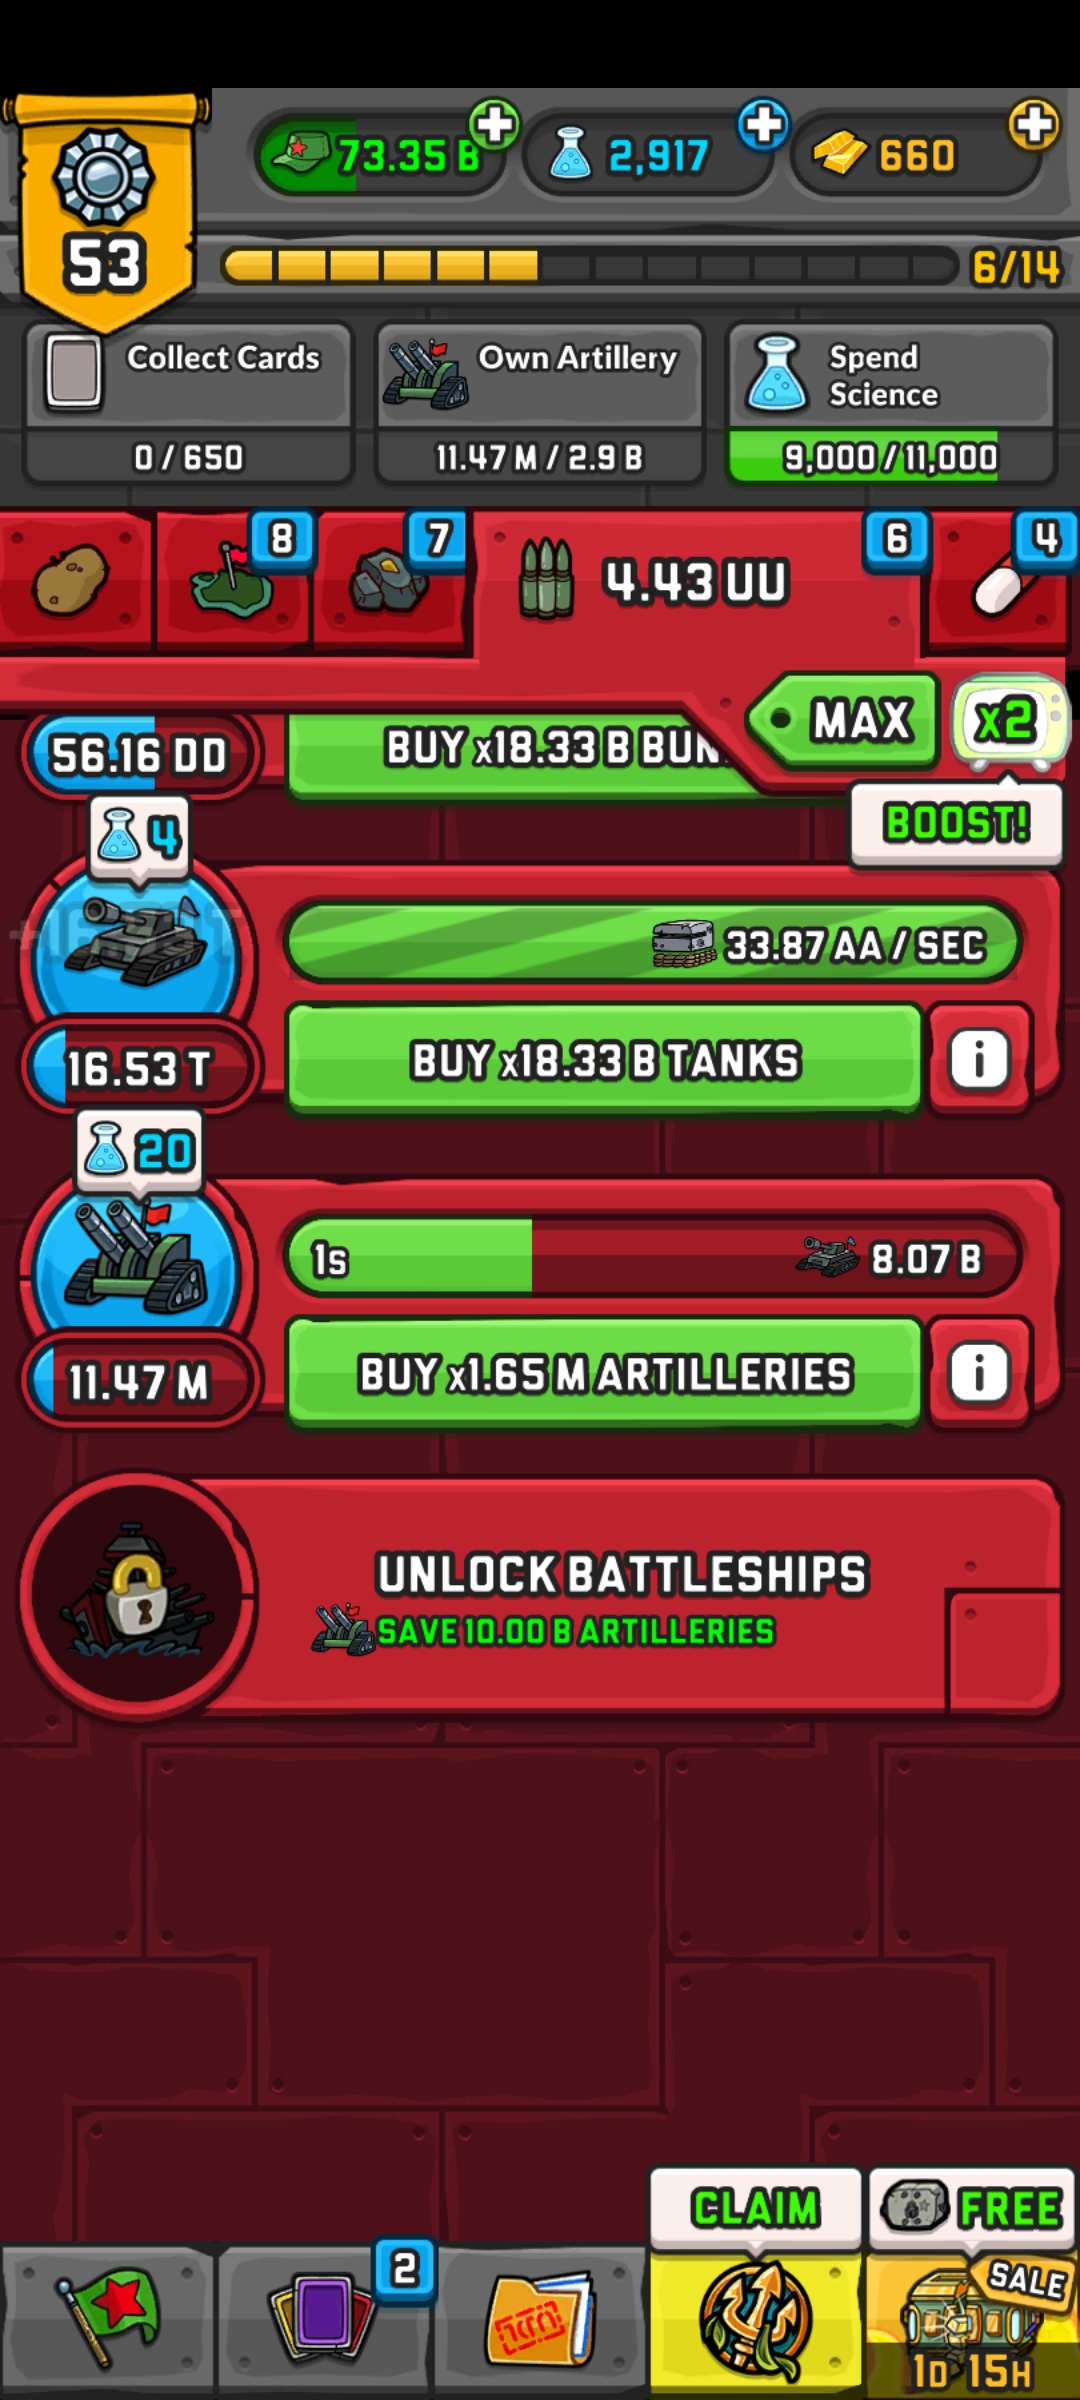 73.35 B
2,917
660
53
6/14
Collect Cards
0 / 650
Own Artillery
11.47 M / 2.9 B
Spend
Science
9,000 / 11,000
8
7
4.43 UU
6
4
MAX
x2
BOOST!
56.16 DD
BUY x18.33 B BUN
4
33.87 AA / SEC
16.53 T
BUY x18.33 B TANKS
i
20
1s
8.07 B
11.47 M
BUY x1.65 M ARTILLERIES
i
UNLOCK BATTLESHIPS
SAVE 10.00 B ARTILLERIES
CLAIM
FREE
2
SALE
1D 15H